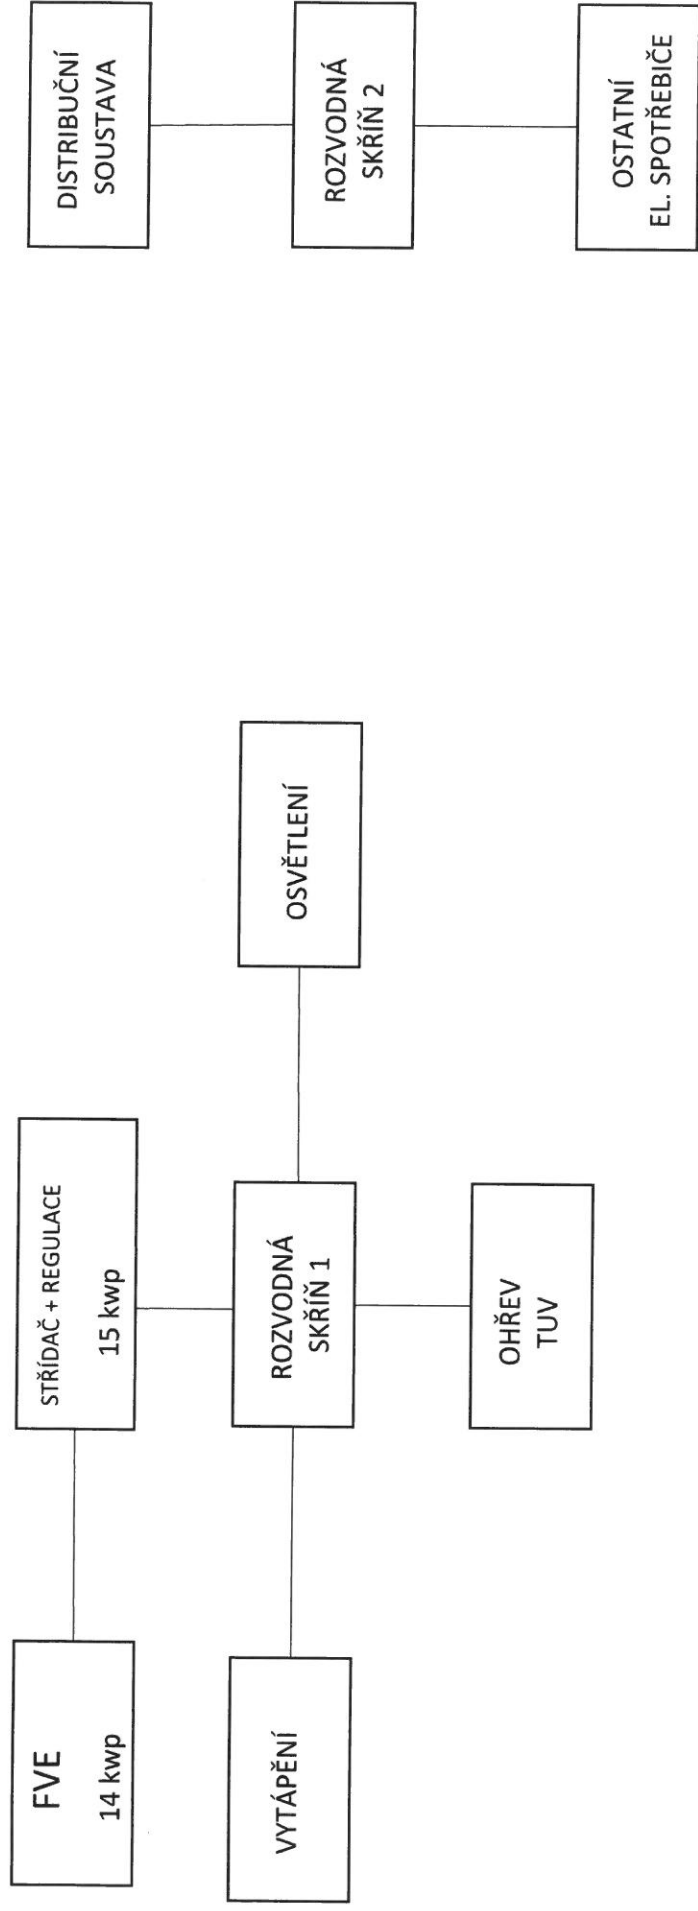 FVE
14 kwp
STŘÍDAČ + REGULACE
15 kwp
DISTRIBUČNÍ
SOUSTAVA
VYTÁPĚNÍ
ROZVODNÁ
SKŘÍŇ 1
OSVĚTLENÍ
ROZVODNÁ
SKŘÍŇ 2
OHŘEV
TUV
OSTATNÍ
EL. SPOTŘEBIČE